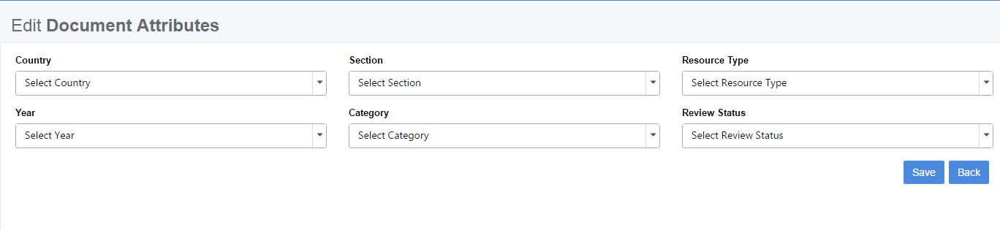 Edit Document Attributes
Country Section Resource Type
Select Country Select Section Select Resource Type
Year Category Review Status
Select Year Select Category Select Review Status
Save Back